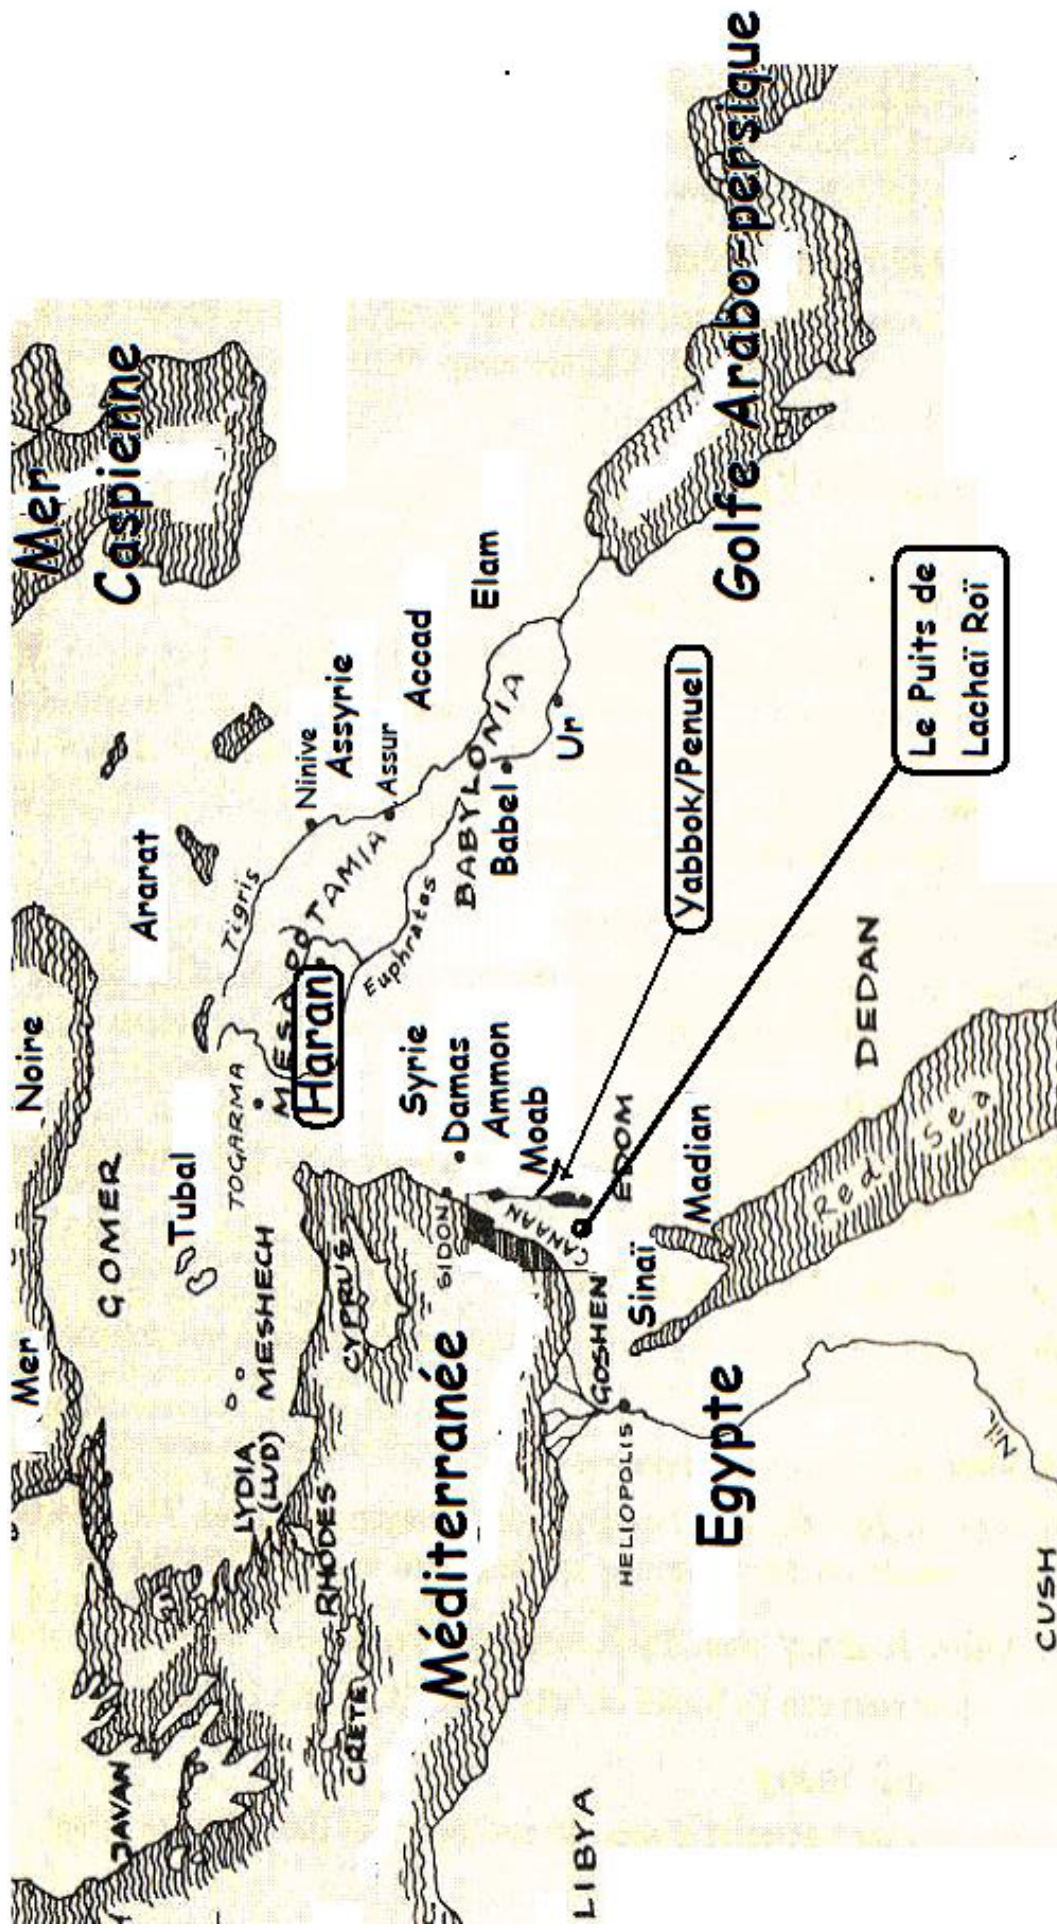 Mer Noire
Mer
Caspienne
GOMER
Ararat
Tubal
TOGARMA
MESHECH
LYDIA
(LUD)
JAVAN
Tigris
Ninive
Assyrie
Assur
MESAPOTAMIA
Haran
Accad
Elam
Euphrates
BABYLONIA
Babel
Ur
RHODES
CRETE
CYPRUS
Syrie
Damas
Ammon
Moab
SIDON
CANAAN
Méditerranée
EDOM
Yabbok/Penuel
Golfe Arabo-persique
GOSHEN
Sinaï
Madian
HELIOPOLIS
Egypte
LIBYA
DEDAN
Red Sea
Le Puits de
Lachaï Roï
Nil
CUSH